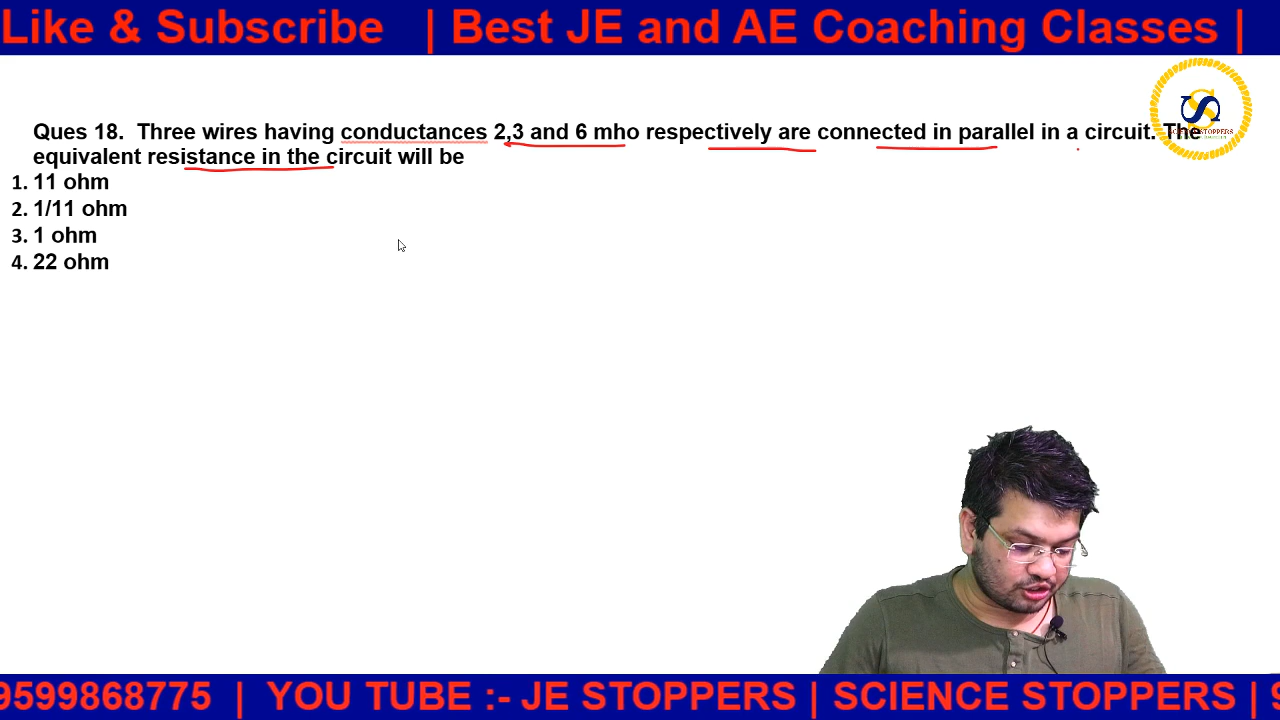 Like & Subscribe | Best JE and AE Coaching Classes |
Ques 18. Three wires having conductances 2,3 and 6 mho respectively are connected in parallel in a circuit. The
equivalent resistance in the circuit will be
1. 11 ohm
2. 1/11 ohm
3. 1 ohm
4. 22 ohm
9599868775 | YOU TUBE :- JE STOPPERS | SCIENCE STOPPERS |